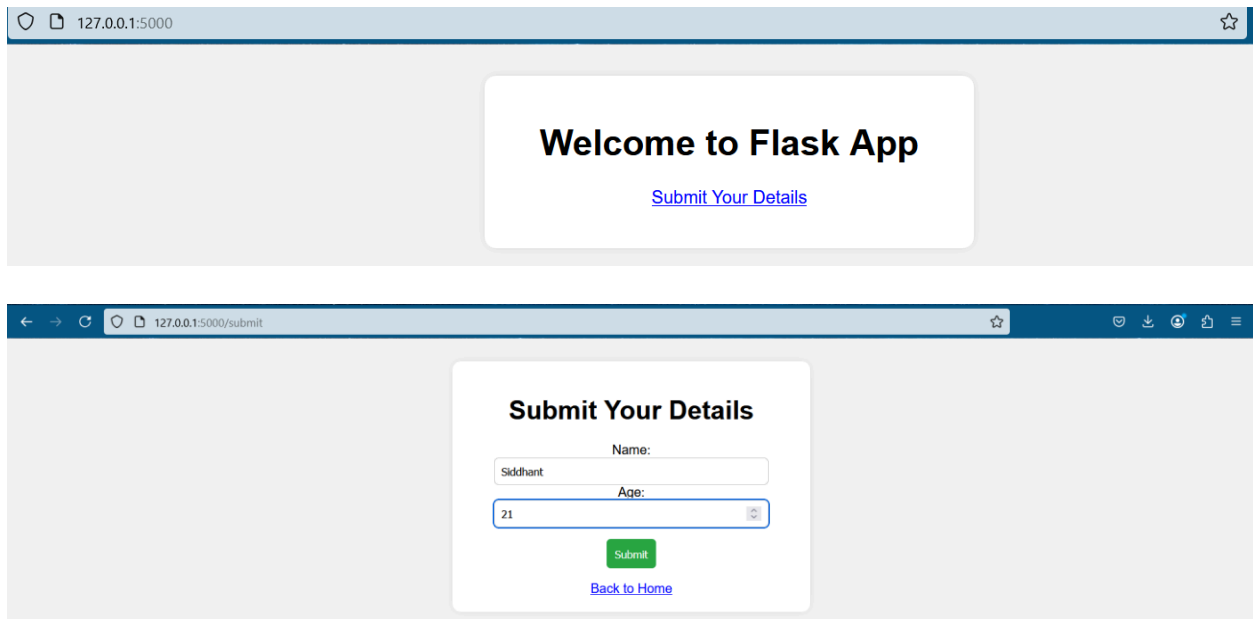 127.0.0.1:5000
Welcome to Flask App
Submit Your Details
127.0.0.1:5000/submit
Submit Your Details
Name:
Siddhant
Age:
21
Submit
Back to Home